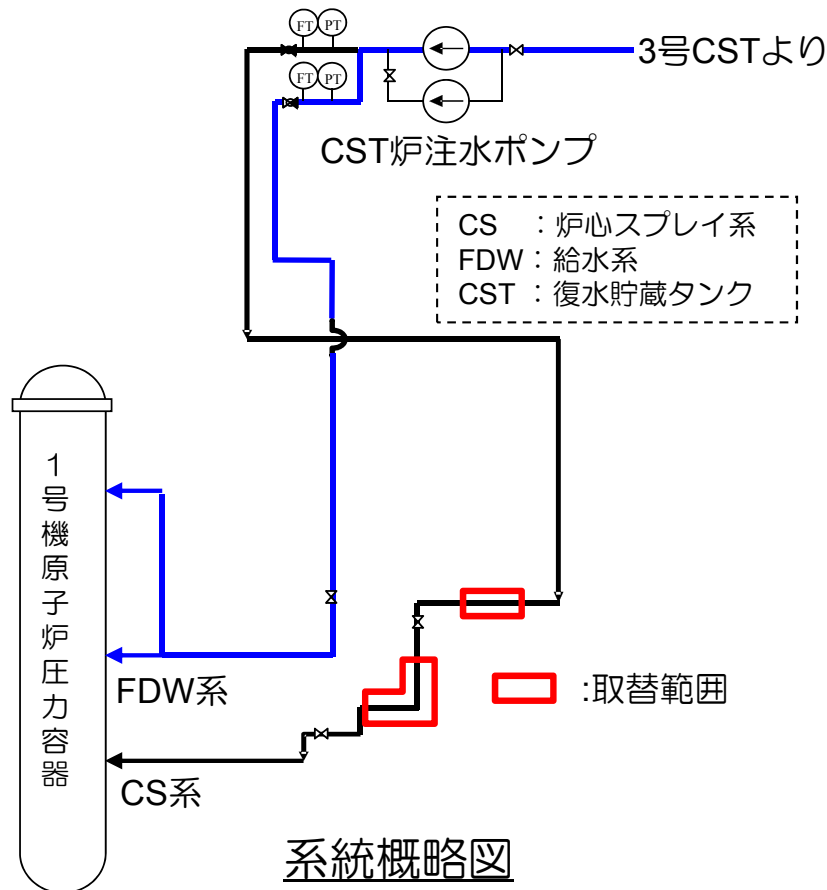 FT PT
3号CSTより
FT PT
CST炉注水ポンプ
CS :炉心スプレイ系
FDW:給水系
CST :復水貯蔵タンク
1号機原子炉圧力容器
FDW系
:取替範囲
CS系
系統概略図